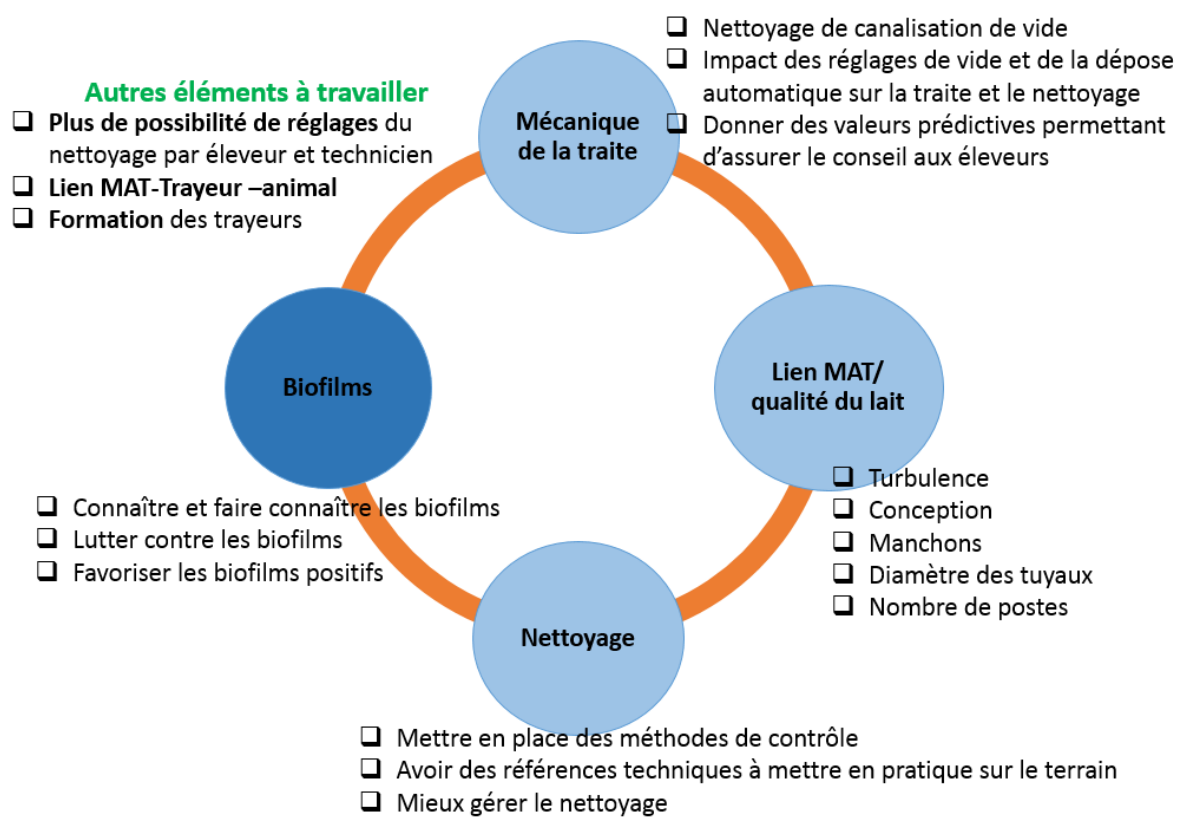 Autres éléments à travailler
❑ Plus de possibilité de réglages du
nettoyage par éleveur et technicien
❑ Lien MAT-Trayeur –animal
❑ Formation des trayeurs
Mécanique
de la traite
❑ Nettoyage de canalisation de vide
❑ Impact des réglages de vide et de la dépose
automatique sur la traite et le nettoyage
❑ Donner des valeurs prédictives permettant
d’assurer le conseil aux éleveurs
Biofilms
❑ Connaître et faire connaître les biofilms
❑ Lutter contre les biofilms
❑ Favoriser les biofilms positifs
Lien MAT/
qualité du lait
❑ Turbulence
❑ Conception
❑ Manchons
❑ Diamètre des tuyaux
❑ Nombre de postes
Nettoyage
❑ Mettre en place des méthodes de contrôle
❑ Avoir des références techniques à mettre en pratique sur le terrain
❑ Mieux gérer le nettoyage